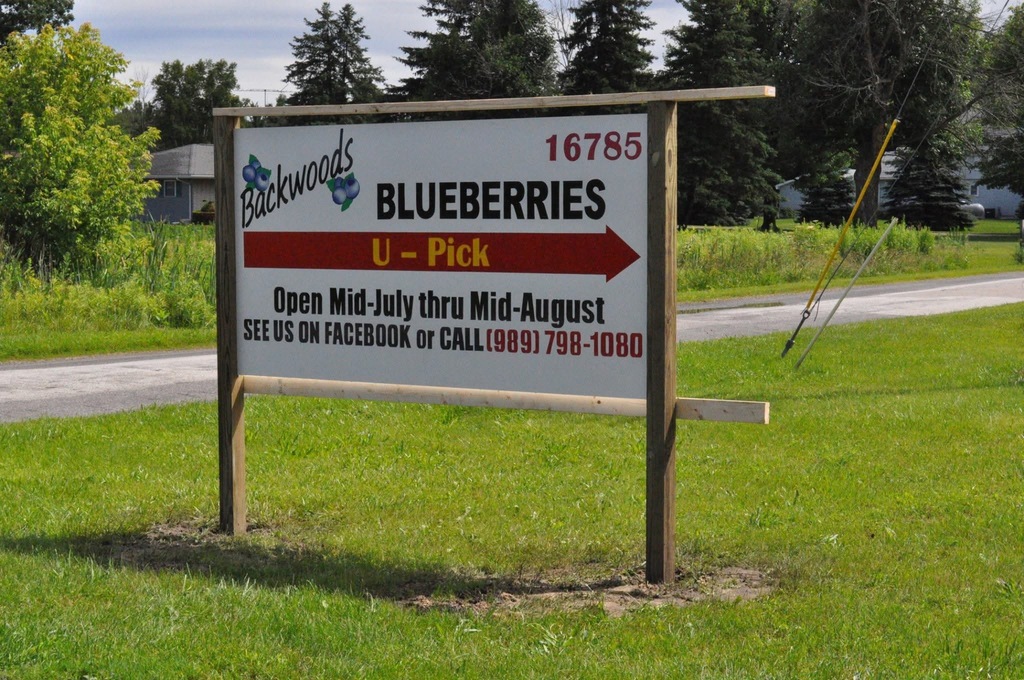 16785
Backwoods
BLUEBERRIES
U - Pick
Open Mid-July thru Mid-August
SEE US ON FACEBOOK or CALL (989) 798-1080